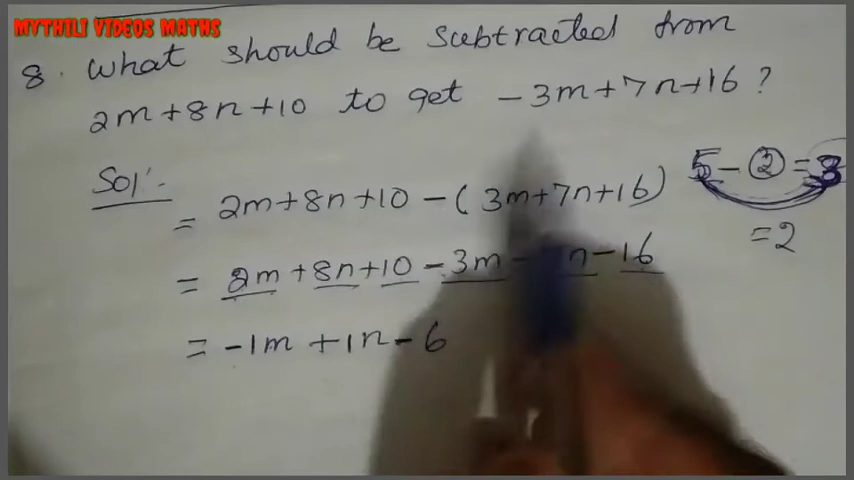 MYTHILI VIDEOS MATHS
8. What should be subtracted from
2m+8n+10 to get -3m+7n+16?
Sol:-
= 2m+8n+10-(3m+7n+16)
5-2=3
=2
= 2m+8n+10-3m- n-16
= -1m+1n-6